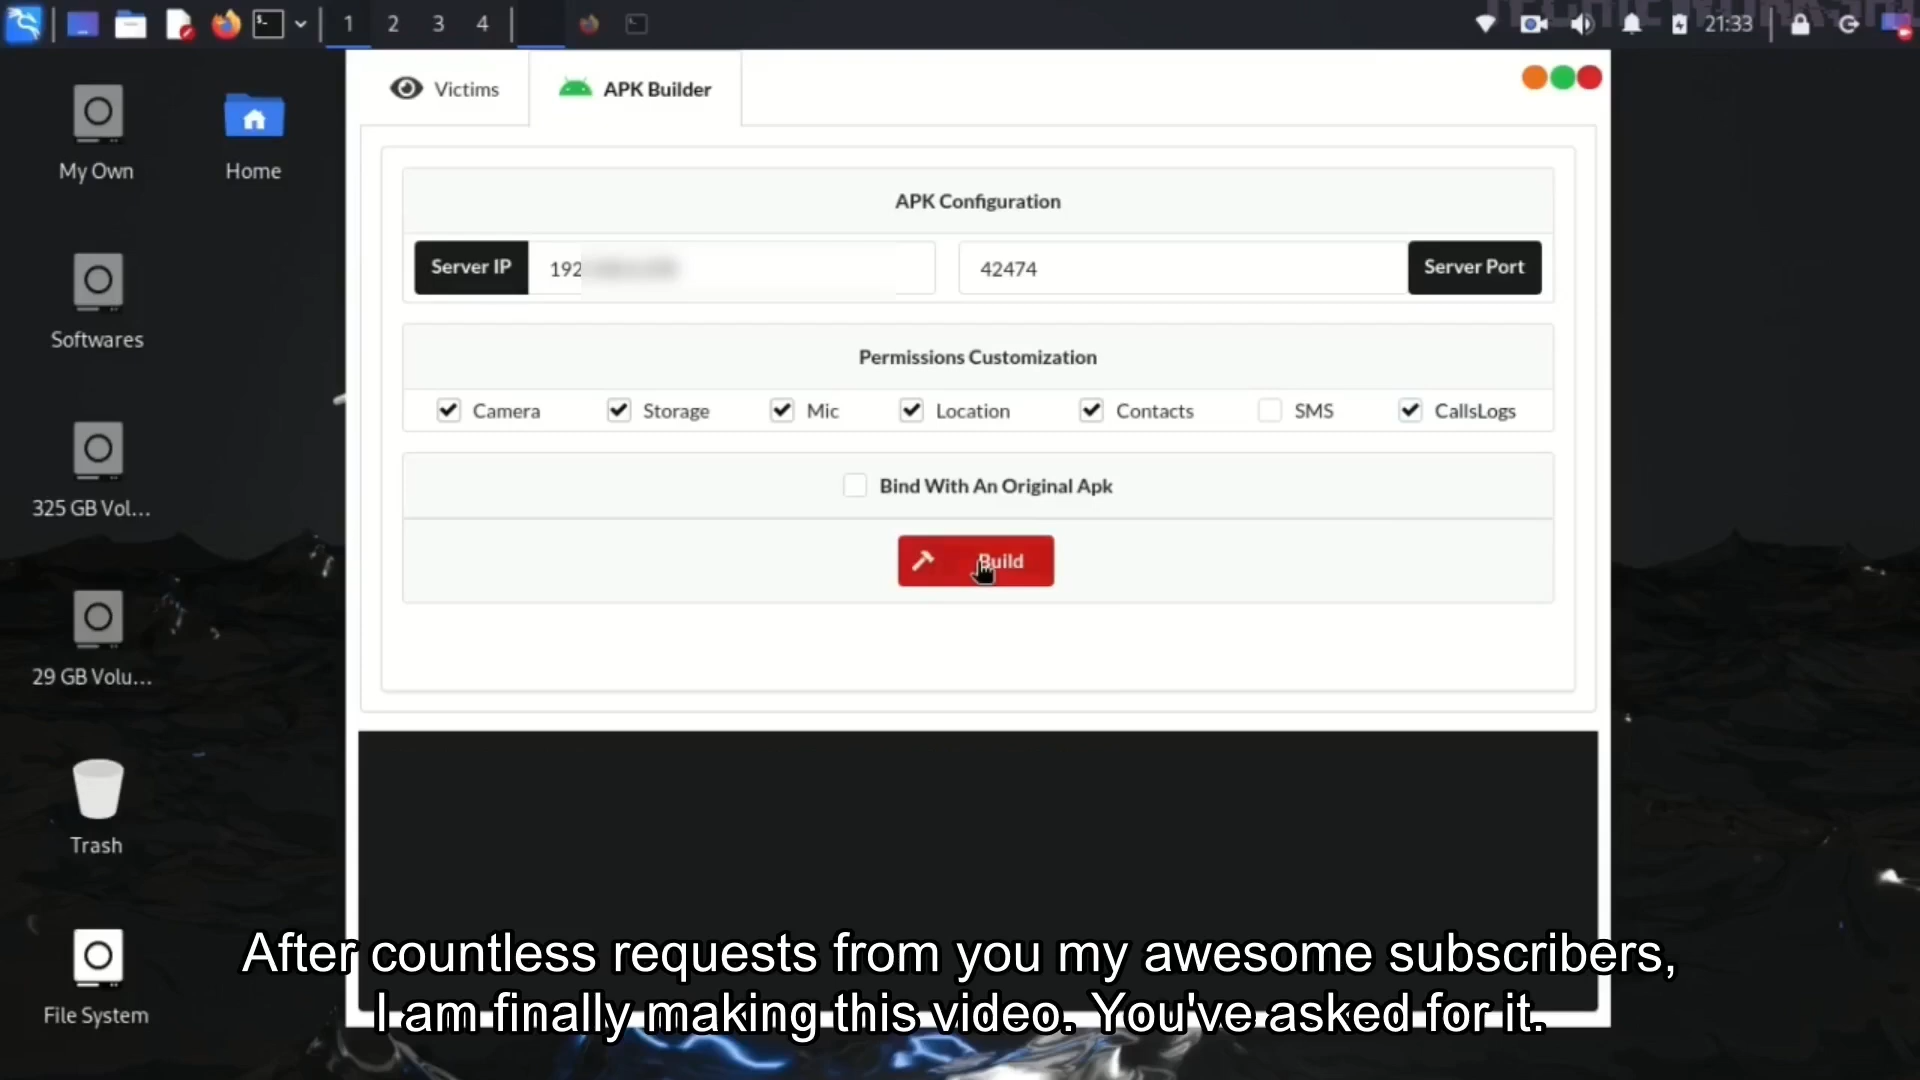 1 2 3 4
21:33
Victims
APK Builder
APK Configuration
Server IP
192
42474
Server Port
Permissions Customization
Camera
Storage
Mic
Location
Contacts
SMS
CallsLogs
Bind With An Original Apk
Build
My Own
Home
Softwares
325 GB Vol...
29 GB Volu...
Trash
File System
After countless requests from you my awesome subscribers,
I am finally making this video. You've asked for it.